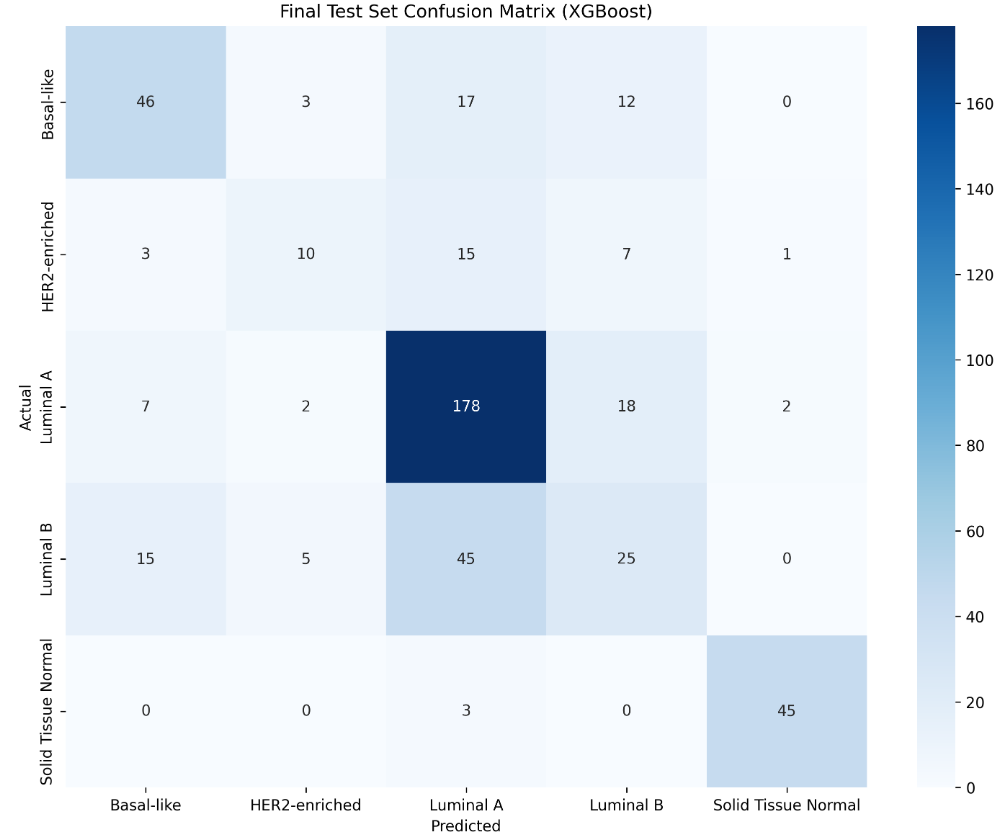 Final Test Set Confusion Matrix (XGBoost)
Basal-like
46 3 17 12 0
HER2-enriched
3 10 15 7 1
Actual
Luminal A
7 2 178 18 2
Luminal B
15 5 45 25 0
Solid Tissue Normal
0 0 3 0 45
Basal-like HER2-enriched Luminal A Luminal B Solid Tissue Normal
Predicted
160
140
120
100
80
60
40
20
0